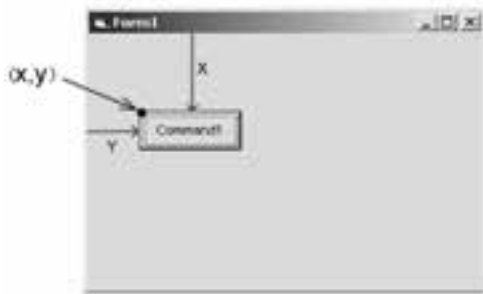 Form1
X
(x,y)
Command1
Y